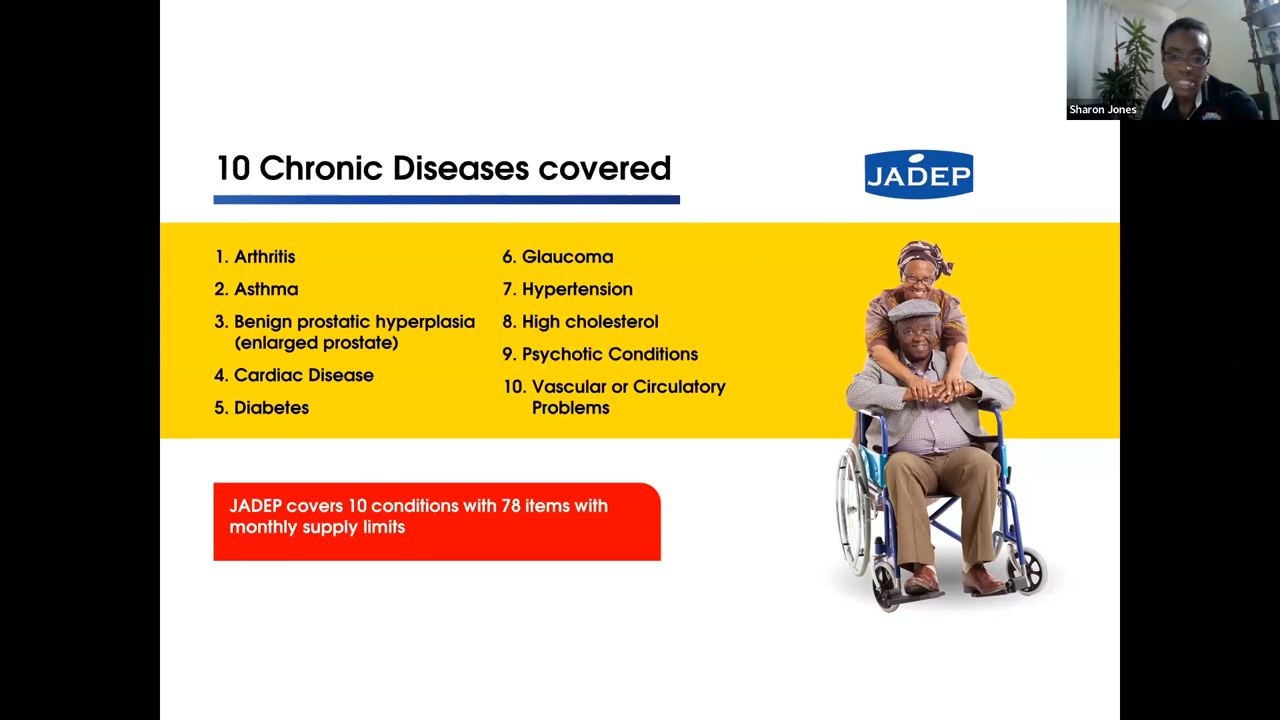 Sharon Jones
10 Chronic Diseases covered
JADEP
1. Arthritis
2. Asthma
3. Benign prostatic hyperplasia
(enlarged prostate)
4. Cardiac Disease
5. Diabetes
6. Glaucoma
7. Hypertension
8. High cholesterol
9. Psychotic Conditions
10. Vascular or Circulatory
Problems
JADEP covers 10 conditions with 78 items with
monthly supply limits